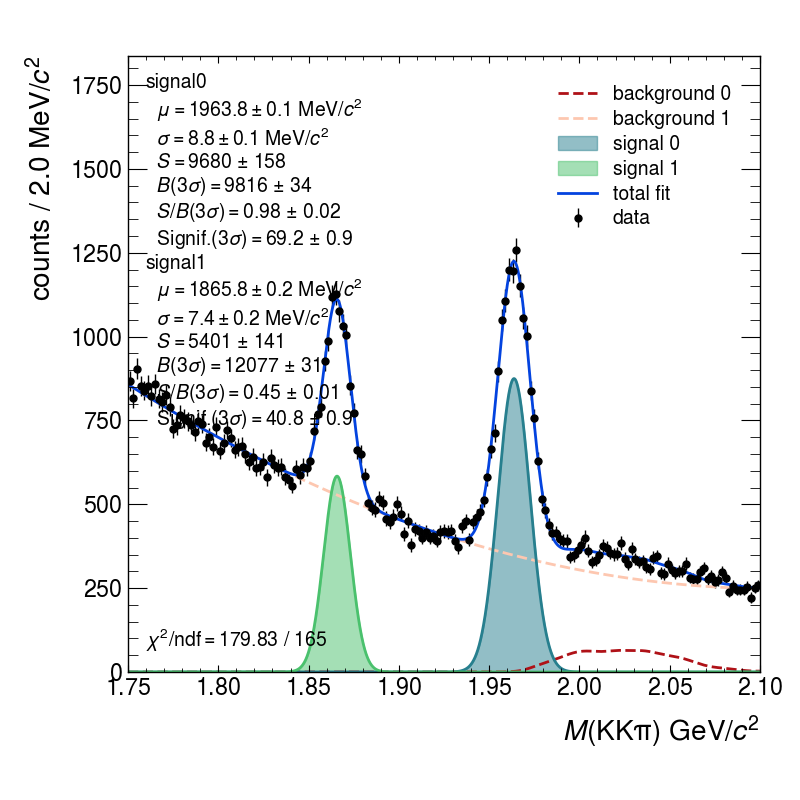 counts / 2.0 MeV/c²
1750
1500
1250
1000
750
500
250
0
signal0
μ = 1963.8 ± 0.1 MeV/c²
σ = 8.8 ± 0.1 MeV/c²
S = 9680 ± 158
B(3σ) = 9816 ± 34
S/B(3σ) = 0.98 ± 0.02
Signif.(3σ) = 69.2 ± 0.9
signal1
μ = 1865.8 ± 0.2 MeV/c²
σ = 7.4 ± 0.2 MeV/c²
S = 5401 ± 141
B(3σ) = 12077 ± 31
S/B(3σ) = 0.45 ± 0.01
Signif.(3σ) = 40.8 ± 0.9
χ²/ndf = 179.83 / 165
background 0
background 1
signal 0
signal 1
total fit
data
1.75 1.80 1.85 1.90 1.95 2.00 2.05 2.10
M(KKπ) GeV/c²